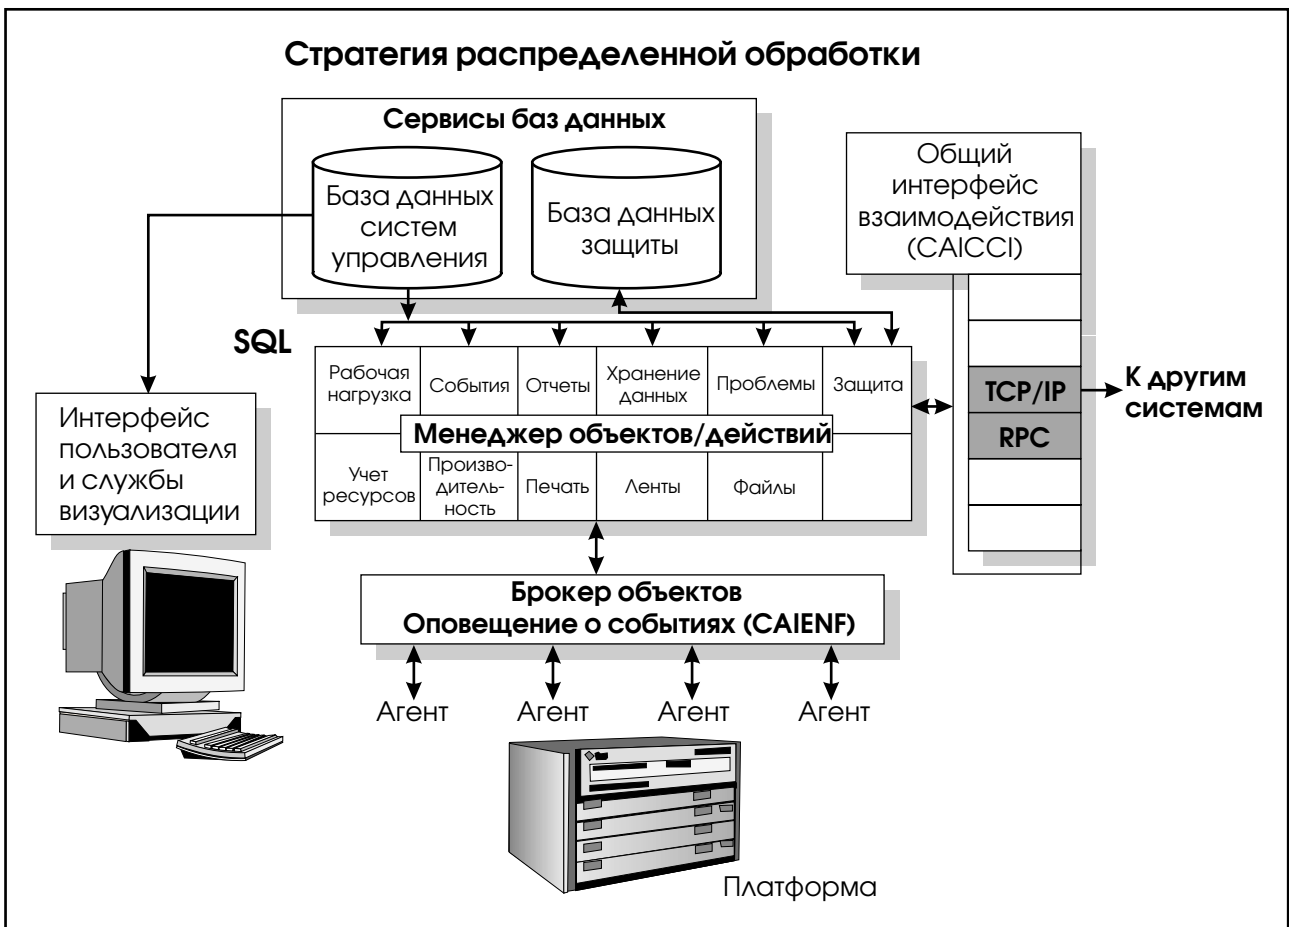 Стратегия распределенной обработки
Сервисы баз данных
База данных
систем
управления
База данных
защиты
Общий
интерфейс
взаимодействия
(CAICCI)
SQL
Рабочая
нагрузка
События
Отчеты
Хранение
данных
Проблемы
Защита
Менеджер объектов/действий
Учет
ресурсов
Произво-
дитель-
ность
Печать
Ленты
Файлы
TCP/IP
RPC
К другим
системам
Интерфейс
пользователя
и службы
визуализации
Брокер объектов
Оповещение о событиях (CAIENF)
Агент
Агент
Агент
Агент
Платформа